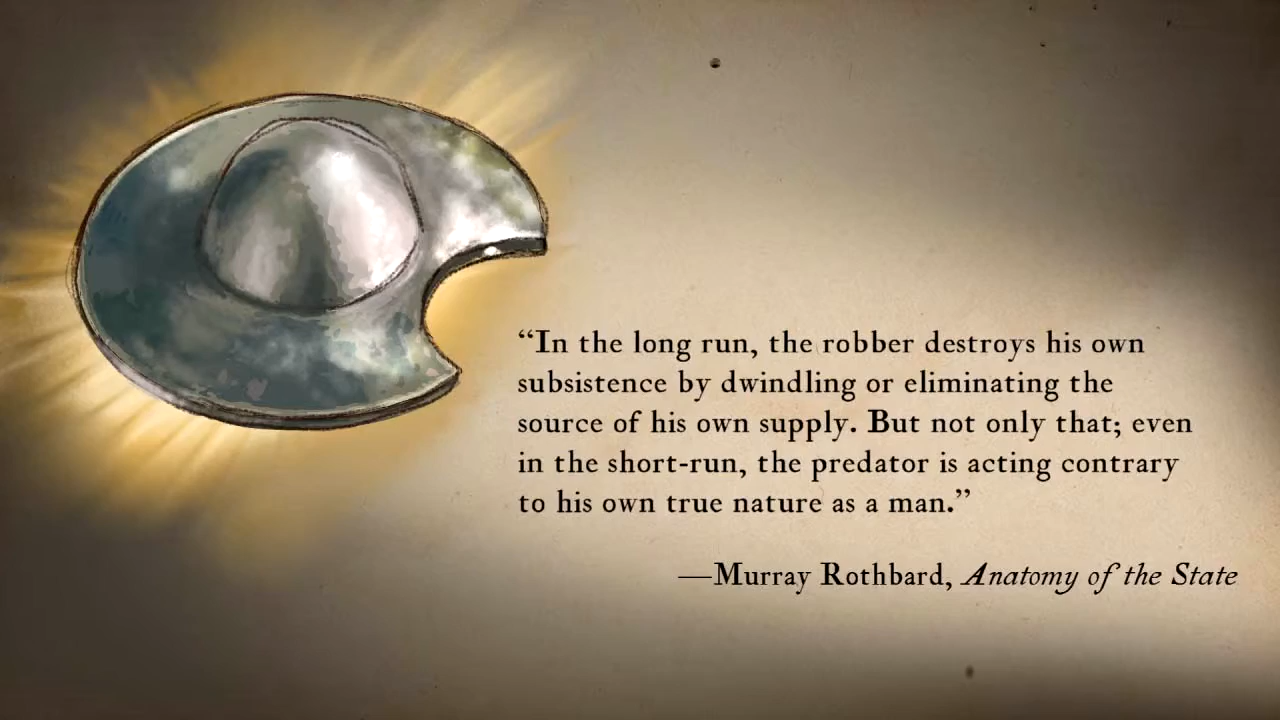 “In the long run, the robber destroys his own
subsistence by dwindling or eliminating the
source of his own supply. But not only that; even
in the short-run, the predator is acting contrary
to his own true nature as a man.”
—Murray Rothbard, Anatomy of the State